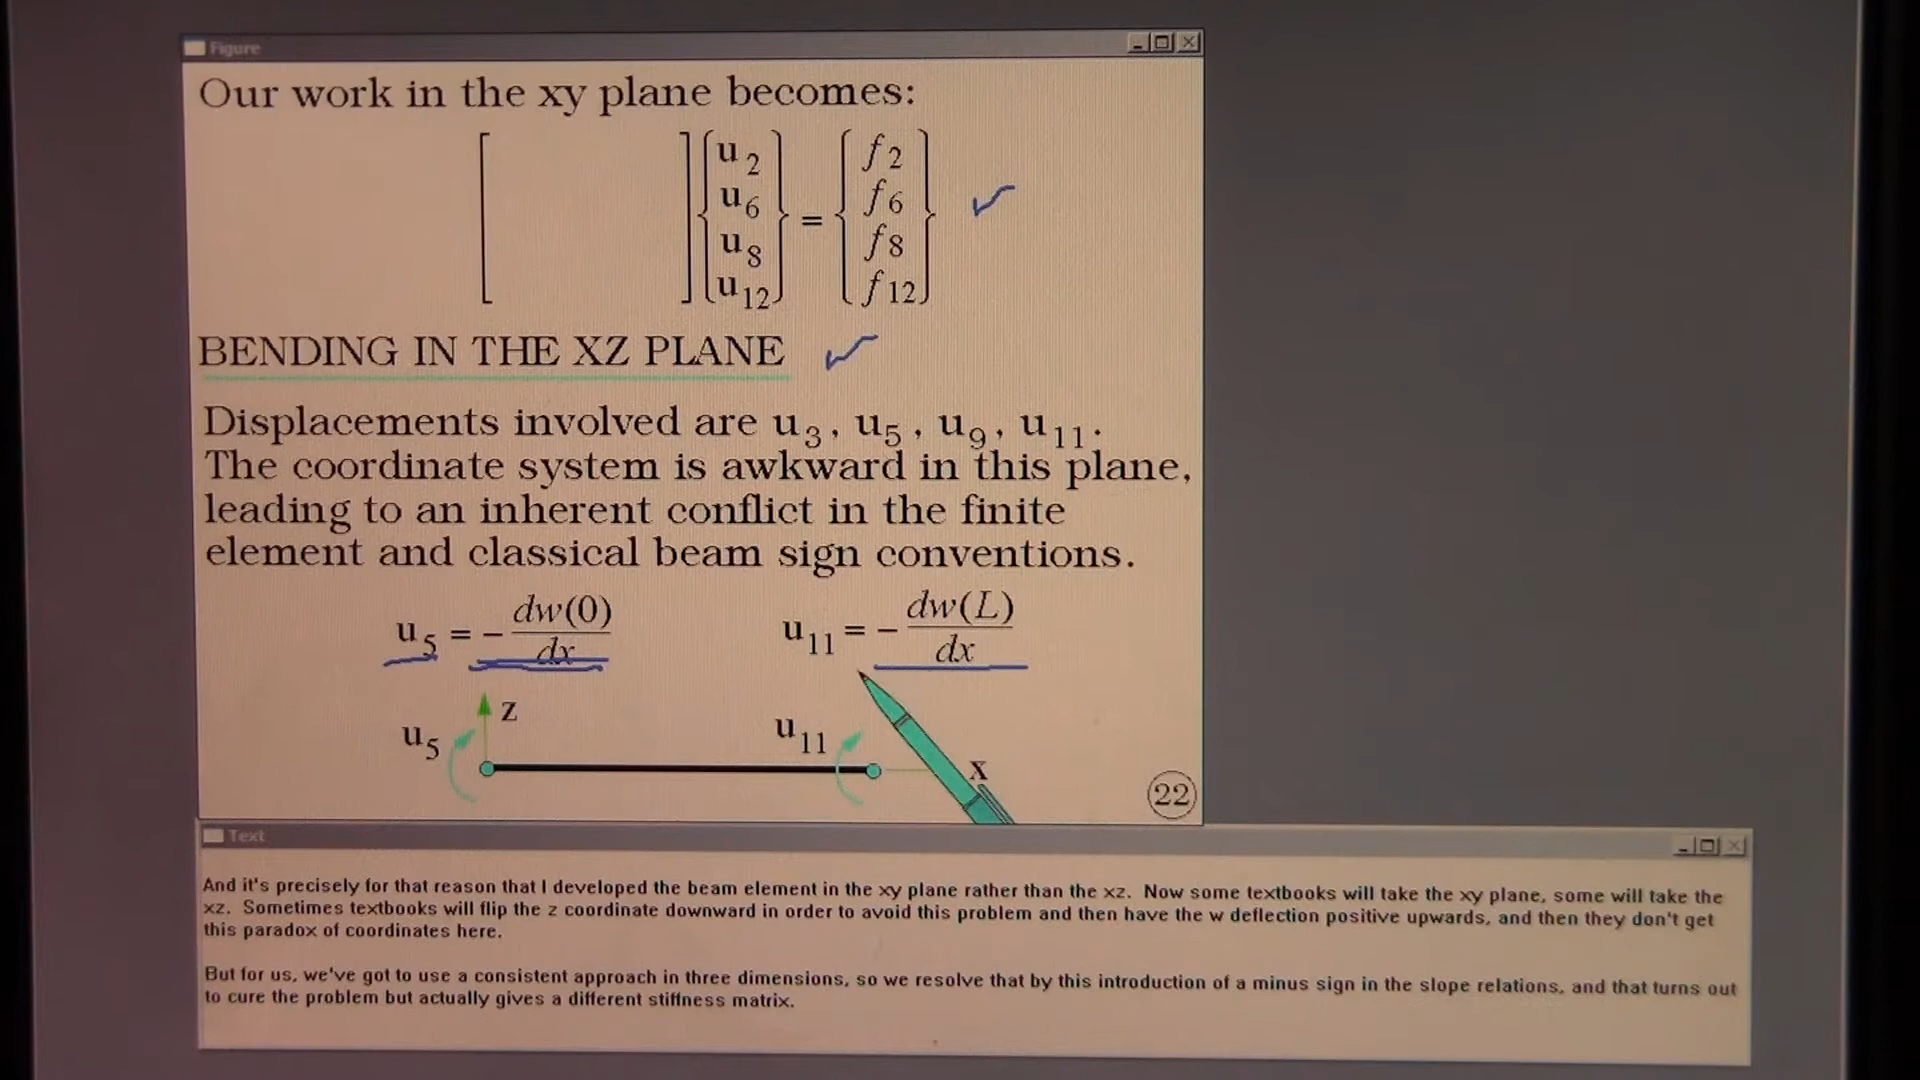 Figure
Our work in the xy plane becomes:
[ ] {u2 u6 u8 u12} = {f2 f6 f8 f12}
BENDING IN THE XZ PLANE
Displacements involved are u3, u5, u9, u11.
The coordinate system is awkward in this plane,
leading to an inherent conflict in the finite
element and classical beam sign conventions.
u5 = - dw(0)/dx u11 = - dw(L)/dx
z
u5 u11
x
22
Text
And it's precisely for that reason that I developed the beam element in the xy plane rather than the xz. Now some textbooks will take the xy plane, some will take the
xz. Sometimes textbooks will flip the z coordinate downward in order to avoid this problem and then have the w deflection positive upwards, and then they don't get
this paradox of coordinates here.
But for us, we've got to use a consistent approach in three dimensions, so we resolve that by this introduction of a minus sign in the slope relations, and that turns out
to cure the problem but actually gives a different stiffness matrix.